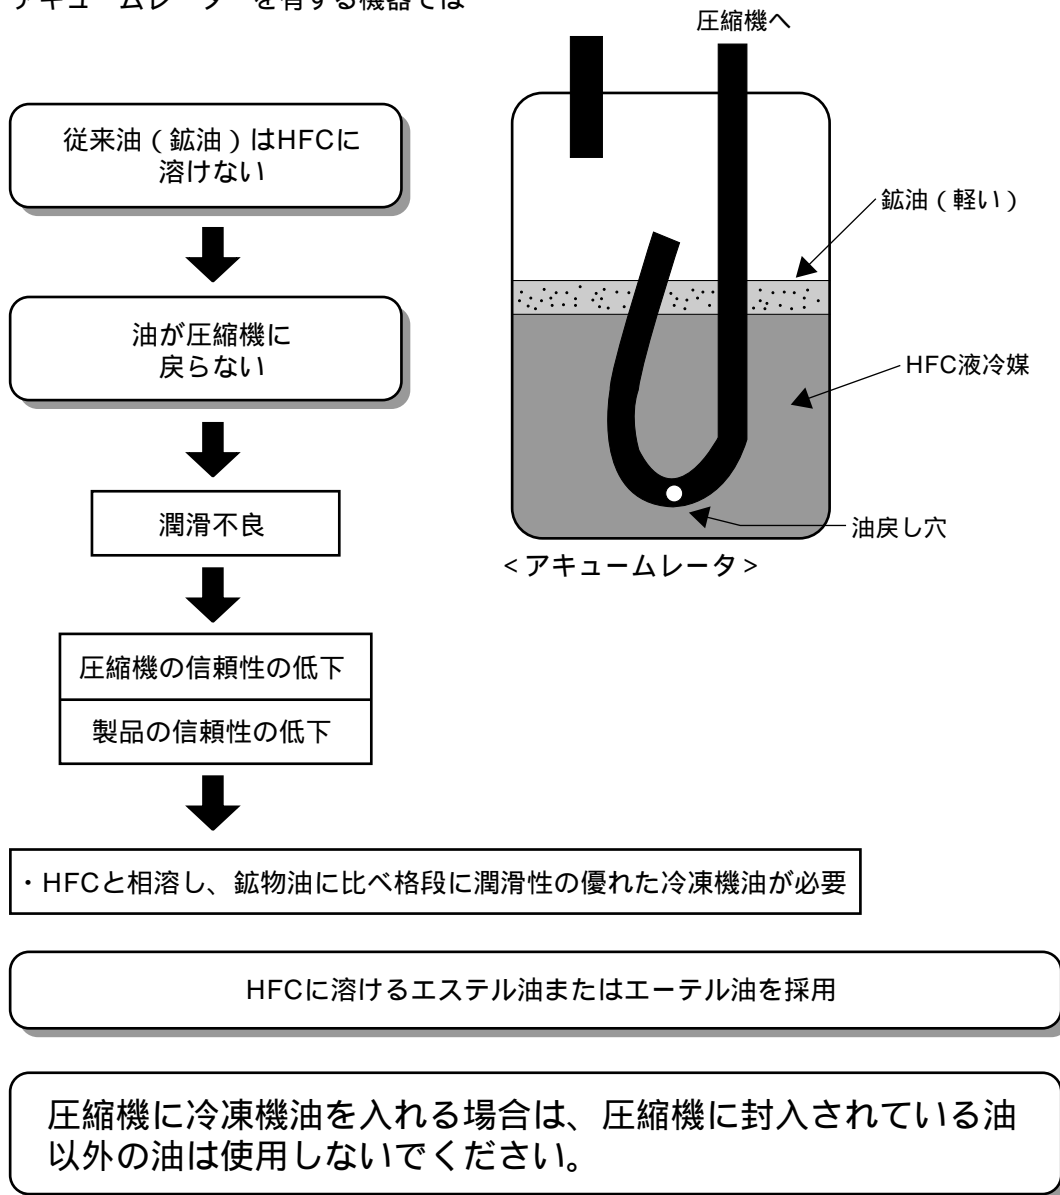 アキュームレーターを有する機器では
圧縮機へ
従来油（鉱油）はHFCに
溶けない
鉱油（軽い）
油が圧縮機に
戻らない
HFC液冷媒
潤滑不良
油戻し穴
<アキュームレータ>
圧縮機の信頼性の低下
製品の信頼性の低下
・HFCと相溶し、鉱物油に比べ格段に潤滑性の優れた冷凍機油が必要
HFCに溶けるエステル油またはエーテル油を採用
圧縮機に冷凍機油を入れる場合は、圧縮機に封入されている油
以外の油は使用しないでください。